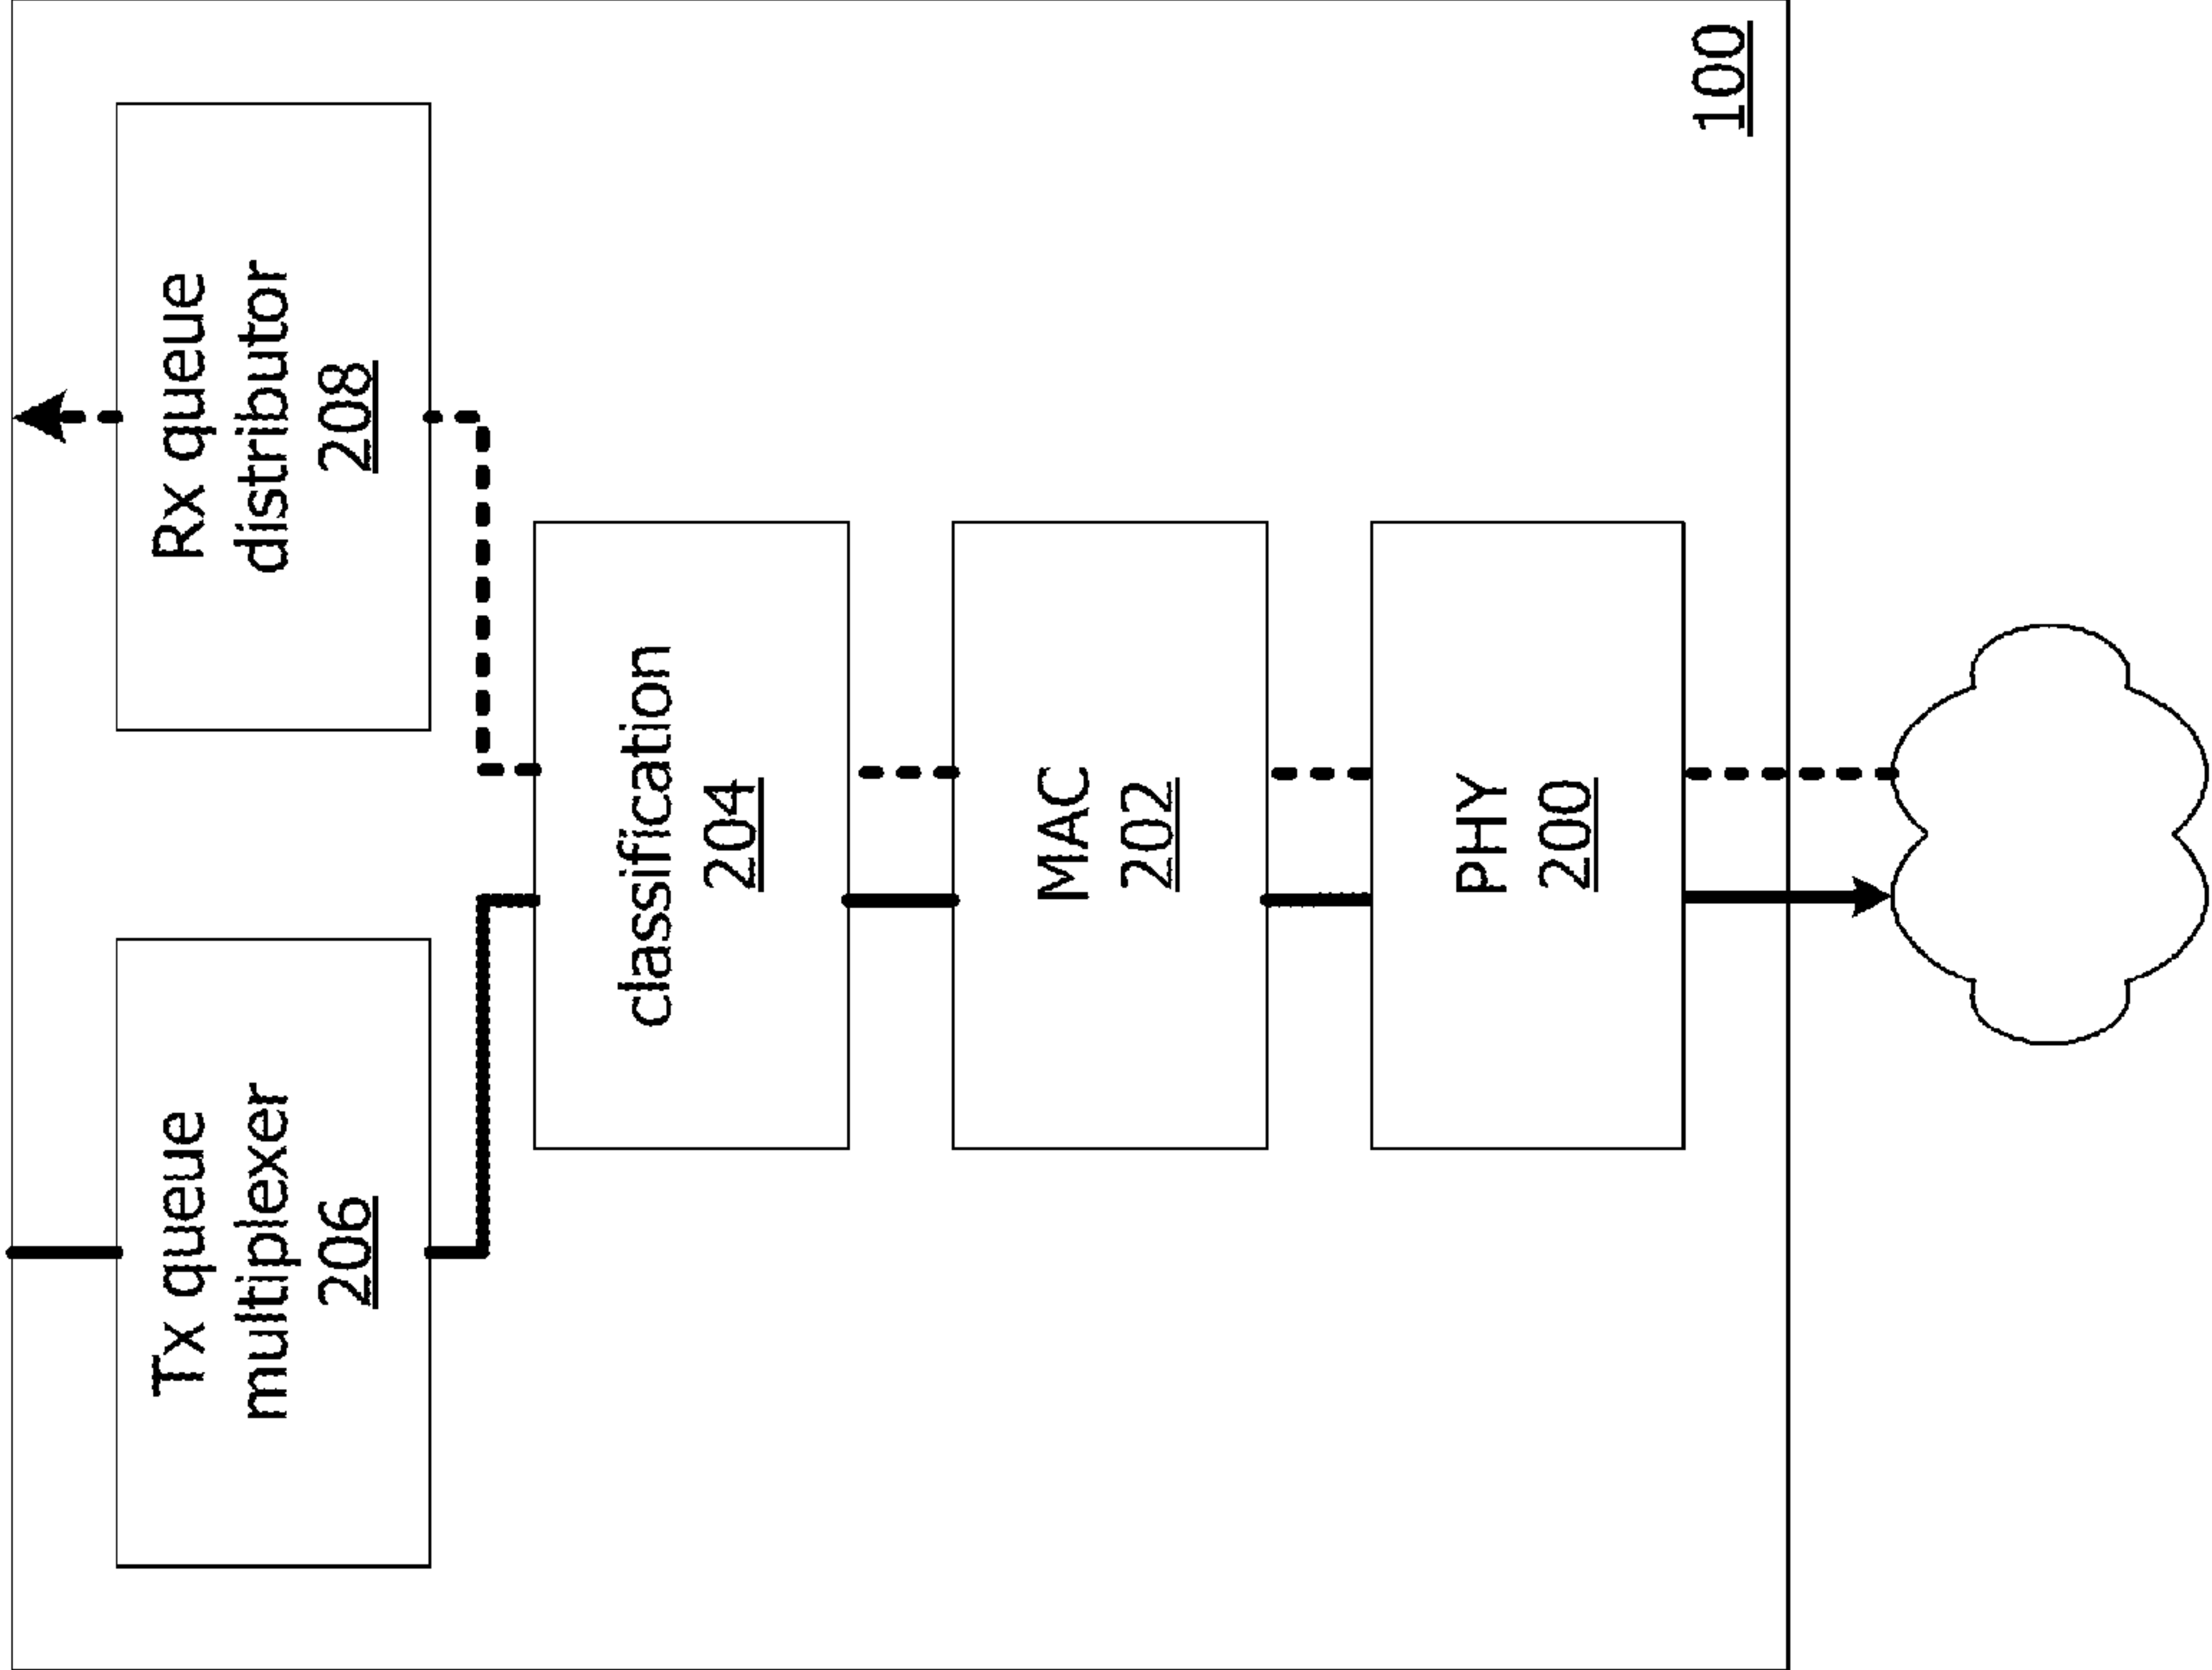 Tx queue
multiplexer
206
Rx queue
distributor
208
classification
204
MAC
202
PHY
200
100